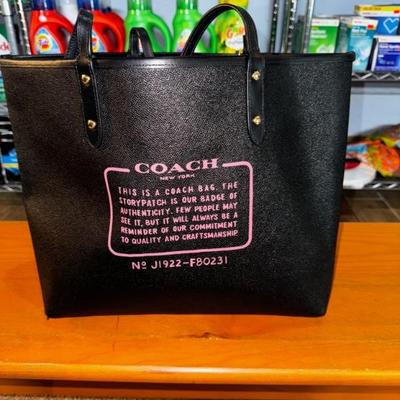 COACH
NEW YORK
THIS IS A COACH BAG. THE
STORYPATCH IS OUR BADGE OF
AUTHENTICITY. FEW PEOPLE MAY
SEE IT, BUT IT WILL ALWAYS BE A
REMINDER OF OUR COMMITMENT
TO QUALITY AND CRAFTSMANSHIP
Nº J1922-F80231